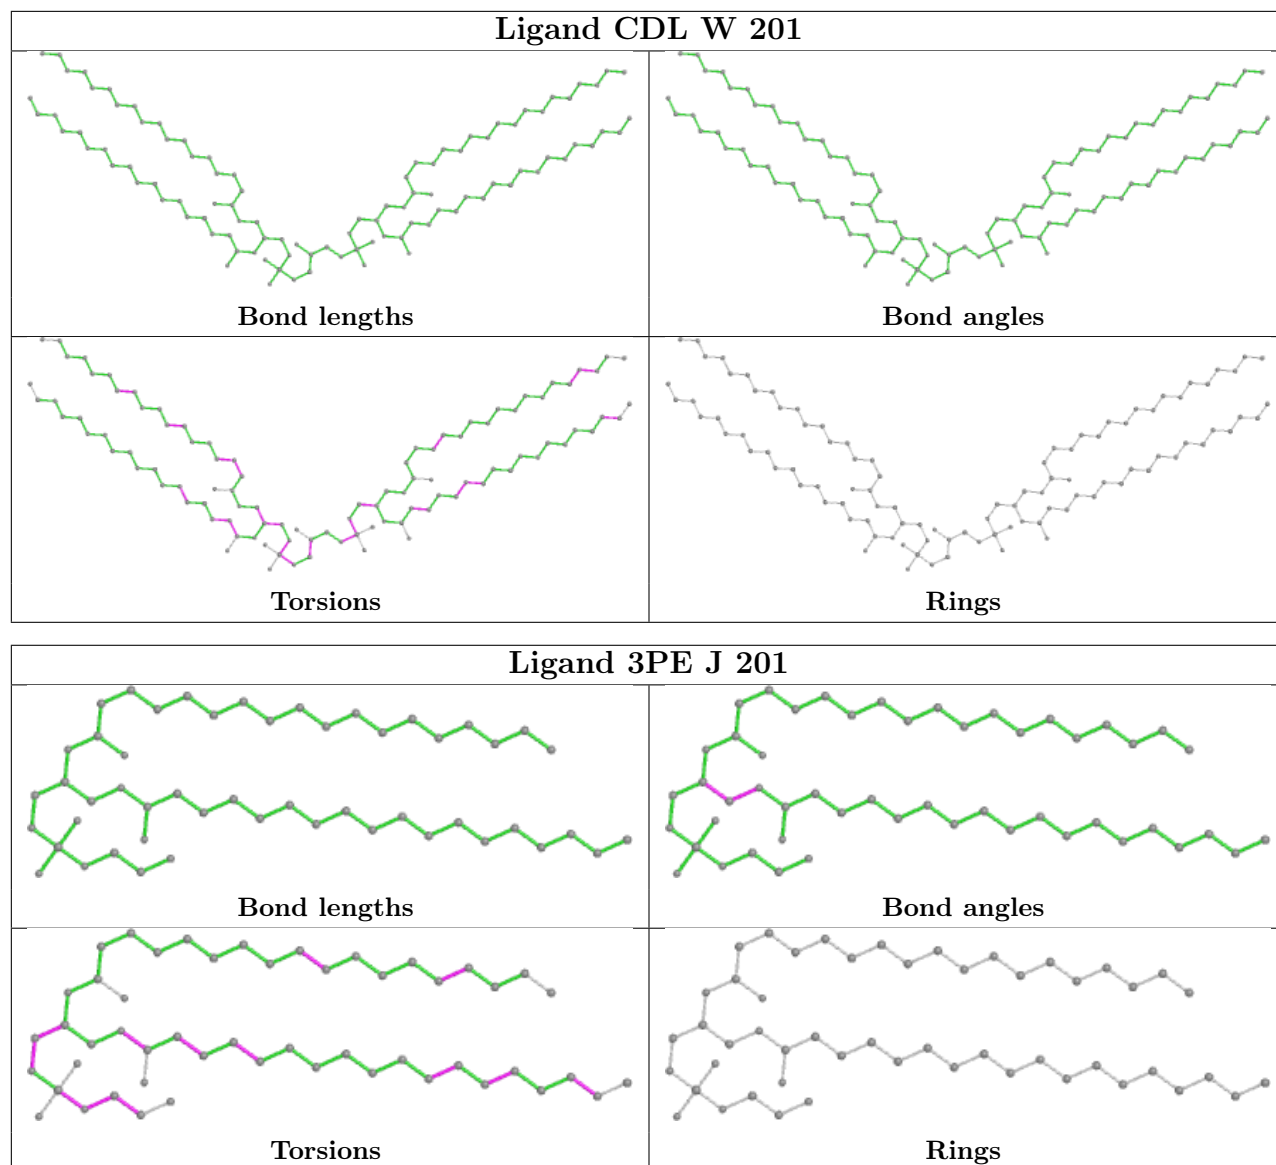 Ligand CDL W 201
Bond lengths
Bond angles
Torsions
Rings
Ligand 3PE J 201
Bond lengths
Bond angles
Torsions
Rings